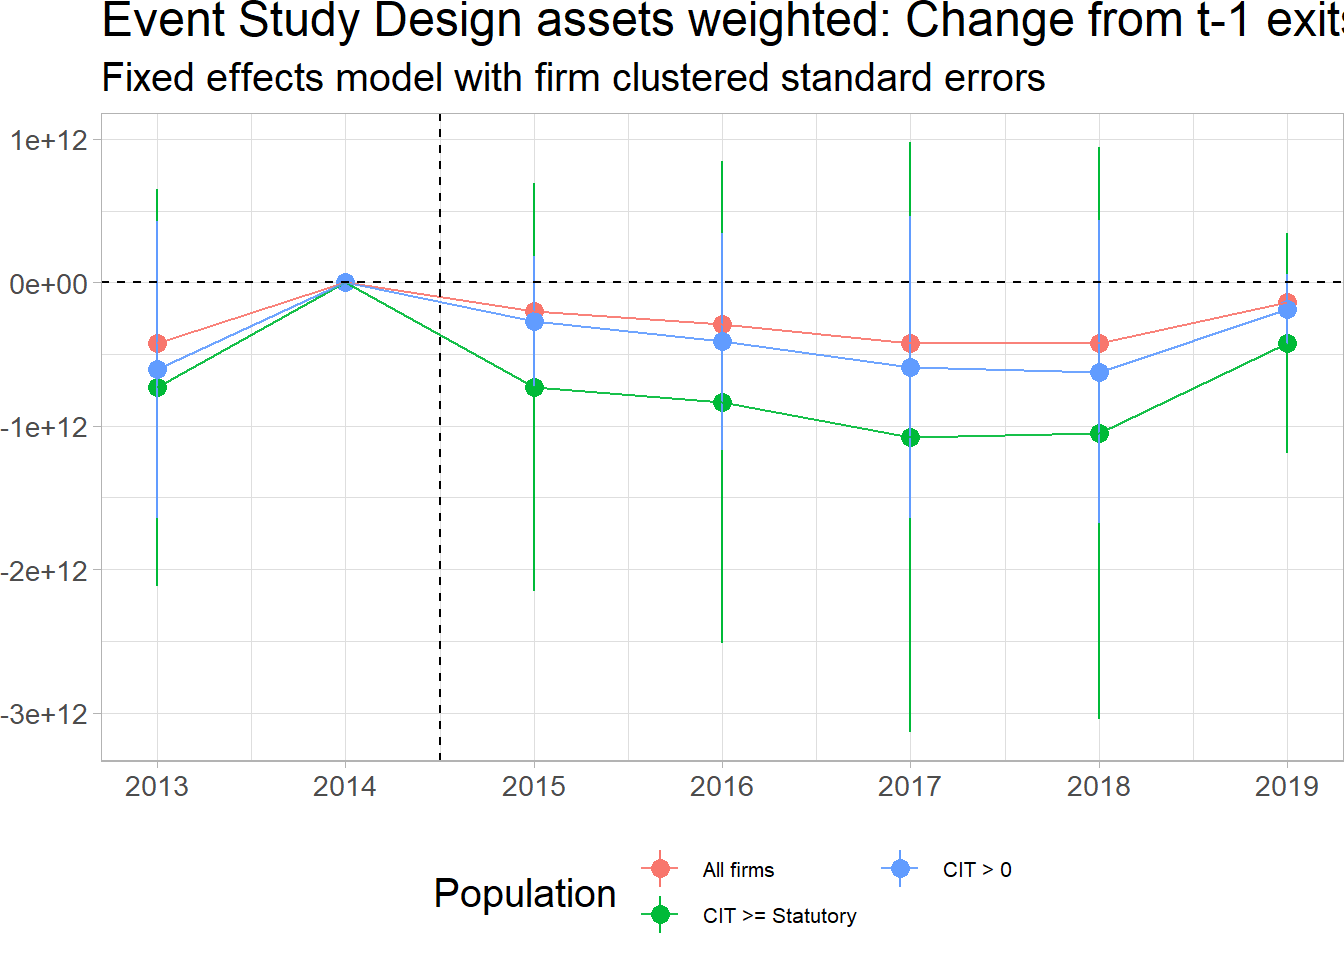 Event Study Design assets weighted: Change from t-1 exits
Fixed effects model with firm clustered standard errors
1e+12
0e+00
-1e+12
-2e+12
-3e+12
2013 2014 2015 2016 2017 2018 2019
Population
All firms
CIT > 0
CIT >= Statutory